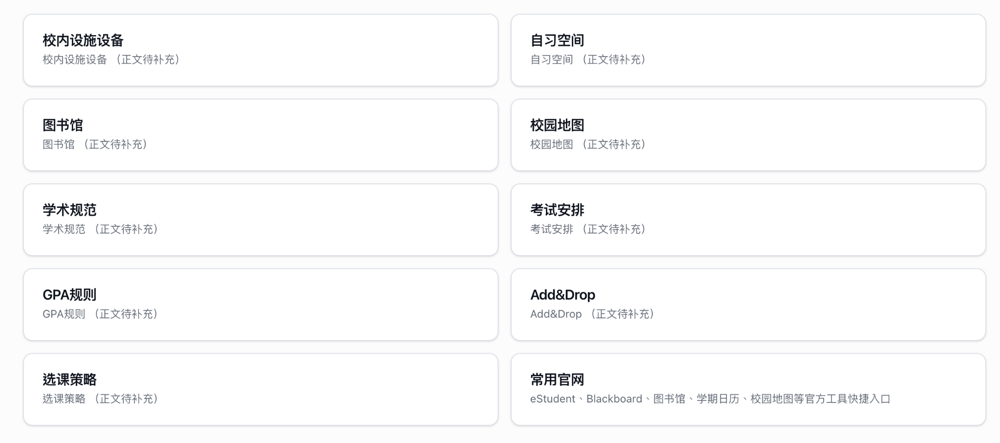 校内设施设备
校内设施设备 （正文待补充）
自习空间
自习空间 （正文待补充）
图书馆
图书馆 （正文待补充）
校园地图
校园地图 （正文待补充）
学术规范
学术规范 （正文待补充）
考试安排
考试安排 （正文待补充）
GPA规则
GPA规则 （正文待补充）
Add&Drop
Add&Drop （正文待补充）
选课策略
选课策略 （正文待补充）
常用官网
eStudent、Blackboard、图书馆、学期日历、校园地图等官方工具快捷入口